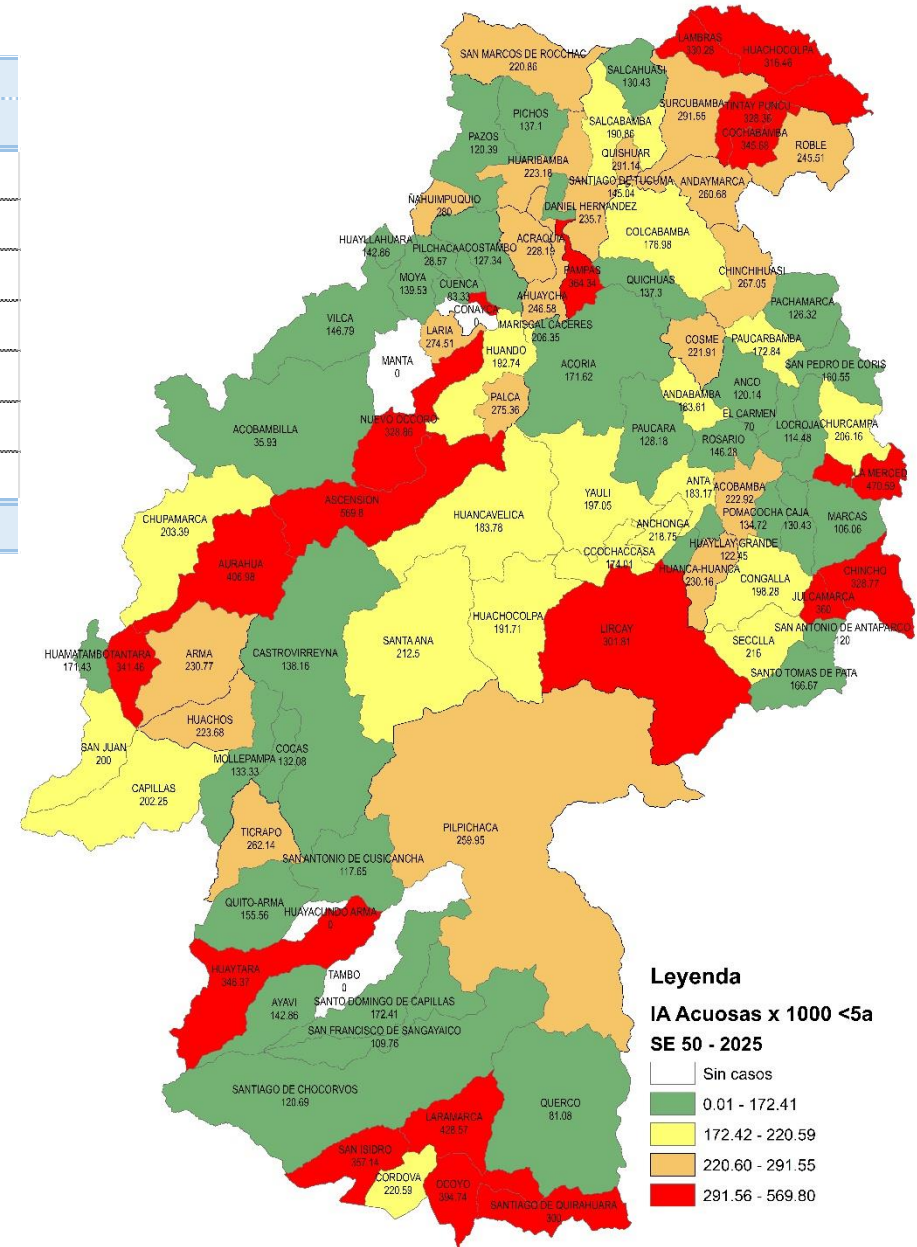 LAMBRAS
330.28
HUACHOCOLPA
316.46
SAN MARCOS DE ROCCHAC
220.86
SALCAHUASI
130.43
SURCUBAMBA
291.55
TINTAY PUNCU
328.36
PICHOS
137.1
SALCABAMBA
190.86
COCHABAMBA
345.68
ROBLE
245.51
PAZOS
120.39
QUISHUAR
291.14
HUARIBAMBA
223.18
SANTIAGO DE TUCUMA
145.04
ANDAYMARCA
260.68
ÑAHUIMPUQUIO
280
DANIEL HERNANDEZ
235.7
COLCABAMBA
178.98
HUAYLLAHUARA
142.86
PILCHACA
28.57
ACOSTAMBO
127.34
ACRAQUIA
228.19
PAMPAS
364.34
QUICHUAS
137.3
CHINCHIHUASI
267.05
MOYA
139.53
CUENCA
83.33
AHUAYCHA
246.58
PACHAMARCA
126.32
CONAYCA
0
VILCA
146.79
LARIA
274.51
MARISCAL CACERES
206.35
HUANDO
192.74
COSME
221.91
PAUCARBAMBA
172.84
MANTA
0
ACORIA
171.62
SAN PEDRO DE CORIS
160.55
ANDABAMBA
183.61
ANCO
120.14
PALCA
275.36
EL CARMEN
70
LOCROJA
114.48
CHURCAMPA
206.16
NUEVO OCCORO
328.86
ACOBAMBILLA
35.93
PAUCARA
128.18
ROSARIO
146.28
LA MERCED
470.59
ASCENSION
569.8
HUANCAVELICA
183.78
YAULI
197.05
ANTA
183.17
ACOBAMBA
222.92
CHUPAMARCA
203.39
ANCHONGA
218.75
POMACOCHA
134.72
CAJA
130.43
MARCAS
106.06
CCOCHACCASA
174.01
HUAYLLAY GRANDE
122.45
AURAHUA
406.98
HUANCA-HUANCA
230.16
CONGALLA
198.28
CHINCHO
328.77
JULCAMARCA
360
HUACHOCOLPA
191.71
LIRCAY
301.81
SECCLLA
216
SAN ANTONIO DE ANTAPARCO
120
HUAMATAMBO
171.43
TANTARA
341.46
ARMA
230.77
CASTROVIRREYNA
138.16
SANTA ANA
212.5
SANTO TOMAS DE PATA
166.67
HUACHOS
223.68
SAN JUAN
200
MOLLEPAMPA
133.33
COCAS
132.08
CAPILLAS
202.25
TICRAPO
262.14
PILPICHACA
259.95
SAN ANTONIO DE CUSICANCHA
117.65
QUITO-ARMA
155.56
HUAYACUNDO ARMA
0
HUAYTARA
346.37
TAMBO
0
AYAVI
142.86
SANTO DOMINGO DE CAPILLAS
172.41
SAN FRANCISCO DE SANGAYAICO
109.76
SANTIAGO DE CHOCORVOS
120.69
QUERCO
81.08
LARAMARCA
428.57
SAN ISIDRO
357.14
CORDOVA
220.59
OCOYO
394.74
SANTIAGO DE QUIRAHUARA
300
Leyenda
IA Acuosas x 1000 <5a
SE 50 - 2025
Sin casos
0.01 - 172.41
172.42 - 220.59
220.60 - 291.55
291.56 - 569.80